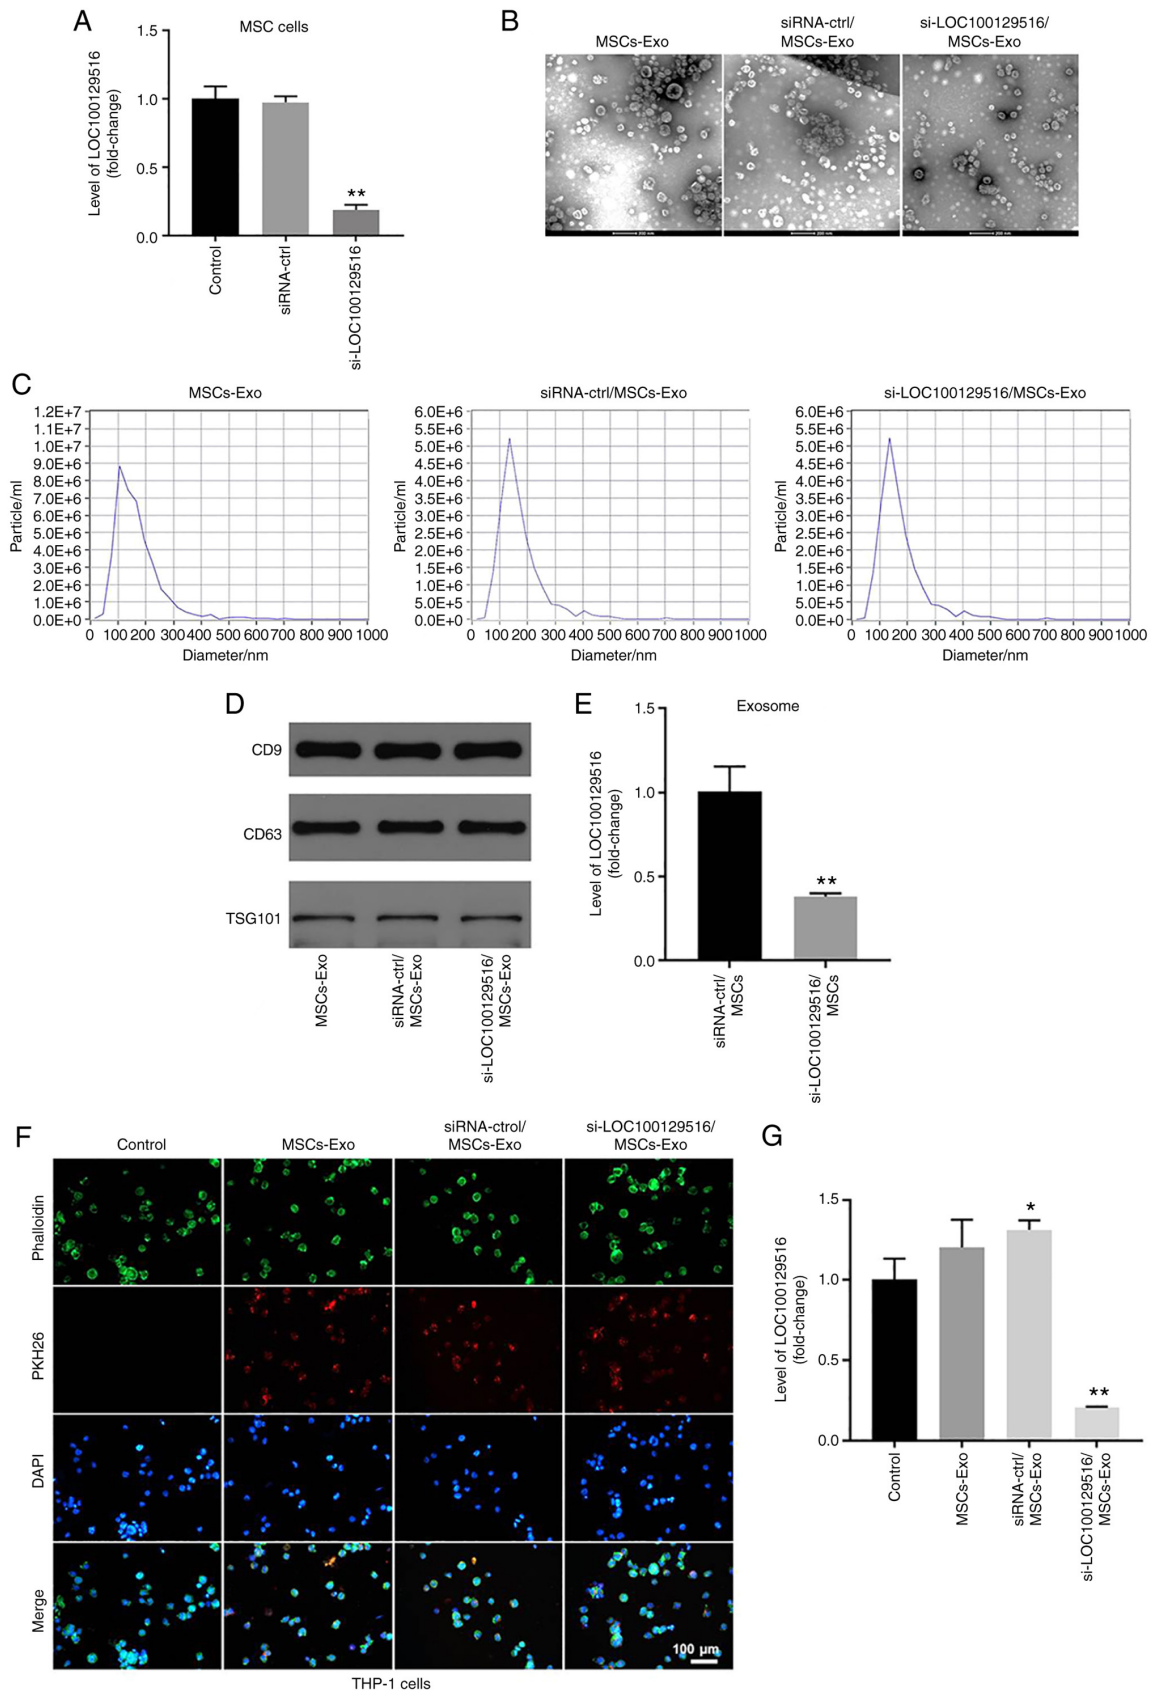 A
MSC cells
Level of LOC100129516
(fold-change)
1.5
1.0
0.5
0.0
**
Control
siRNA-ctrl
si-LOC100129516
B
MSCs-Exo
siRNA-ctrl/
MSCs-Exo
si-LOC100129516/
MSCs-Exo
200 nm
200 nm
200 nm
C
MSCs-Exo
Particle/ml
1.2E+7
1.1E+7
1.0E+7
9.0E+6
8.0E+6
7.0E+6
6.0E+6
5.0E+6
4.0E+6
3.0E+6
2.0E+6
1.0E+6
0.0E+0
0 100 200 300 400 500 600 700 800 900 1000
Diameter/nm
siRNA-ctrl/MSCs-Exo
Particle/ml
6.0E+6
5.5E+6
5.0E+6
4.5E+6
4.0E+6
3.5E+6
3.0E+6
2.5E+6
2.0E+6
1.5E+6
1.0E+6
5.0E+5
0.0E+0
0 100 200 300 400 500 600 700 800 900 1000
Diameter/nm
si-LOC100129516/MSCs-Exo
Particle/ml
6.0E+6
5.5E+6
5.0E+6
4.5E+6
4.0E+6
3.5E+6
3.0E+6
2.5E+6
2.0E+6
1.5E+6
1.0E+6
5.0E+5
0.0E+0
0 100 200 300 400 500 600 700 800 900 1000
Diameter/nm
D
CD9
CD63
TSG101
MSCs-Exo
siRNA-ctrl/
MSCs-Exo
si-LOC100129516/
MSCs-Exo
E
Exosome
Level of LOC100129516
(fold-change)
1.5
1.0
0.5
0.0
**
siRNA-ctrl/
MSCs
si-LOC100129516/
MSCs
F
Control
MSCs-Exo
siRNA-ctrol/
MSCs-Exo
si-LOC100129516/
MSCs-Exo
Phalloidin
PKH26
DAPI
Merge
100 μm
THP-1 cells
G
Level of LOC100129516
(fold-change)
1.5
1.0
0.5
0.0
*
**
Control
MSCs-Exo
siRNA-ctrl/
MSCs-Exo
si-LOC100129516/
MSCs-Exo